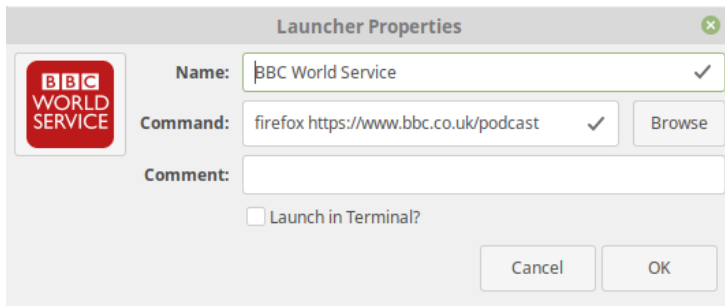 Launcher Properties
BBC
WORLD
SERVICE
Name: BBC World Service
Command: firefox https://www.bbc.co.uk/podcast Browse
Comment:
Launch in Terminal?
Cancel OK